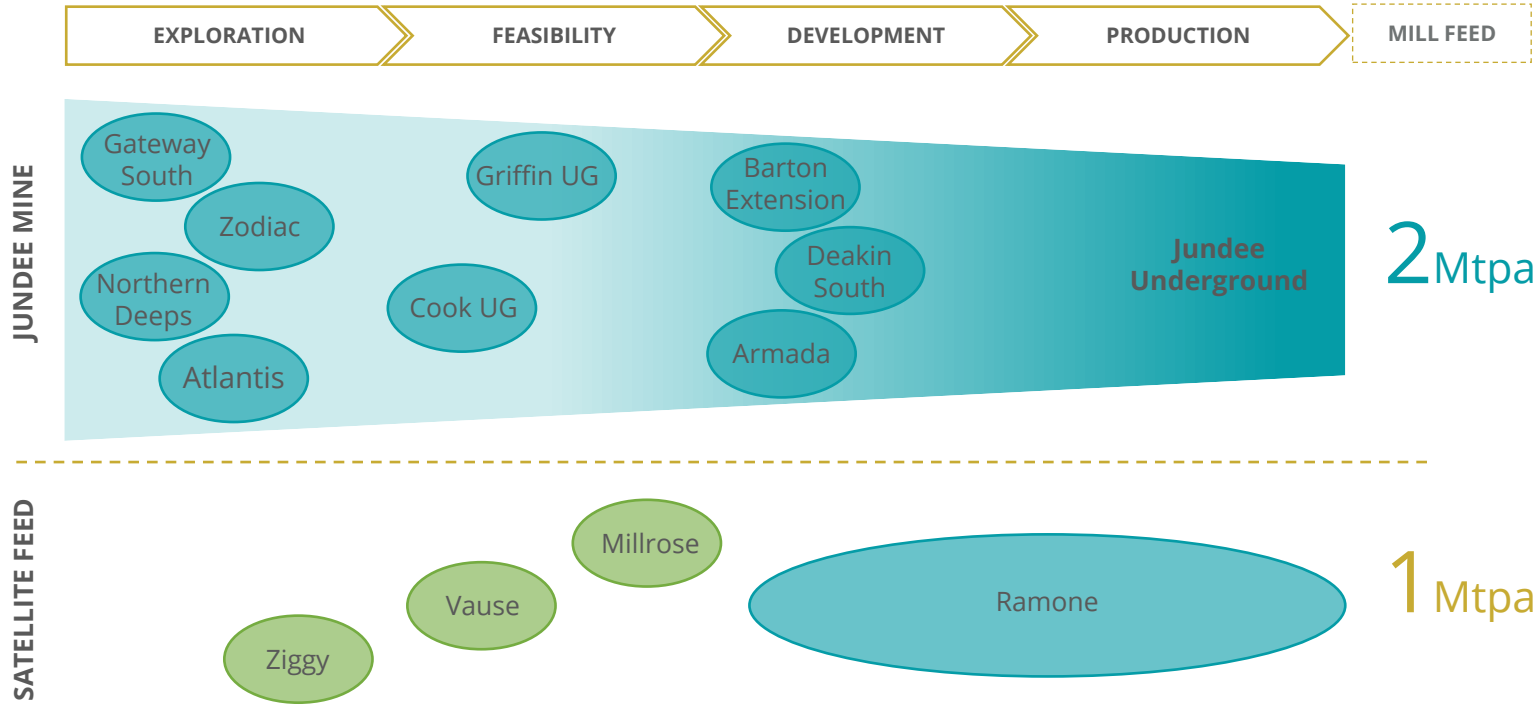 EXPLORATION
FEASIBILITY
DEVELOPMENT
PRODUCTION
MILL FEED
JUNDEE MINE
Gateway
South
Zodiac
Northern
Deeps
Atlantis
Griffin UG
Cook UG
Barton
Extension
Deakin
South
Armada
Jundee
Underground
2Mtpa
SATELLITE FEED
Ziggy
Vause
Millrose
Ramone
1Mtpa